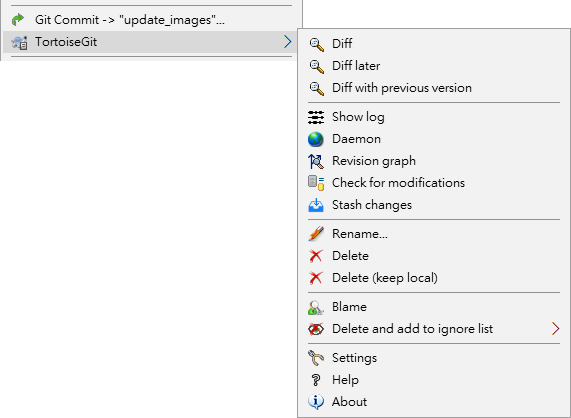 Git Commit -> "update_images"...
TortoiseGit
Diff
Diff later
Diff with previous version
Show log
Daemon
Revision graph
Check for modifications
Stash changes
Rename...
Delete
Delete (keep local)
Blame
Delete and add to ignore list
Settings
Help
About